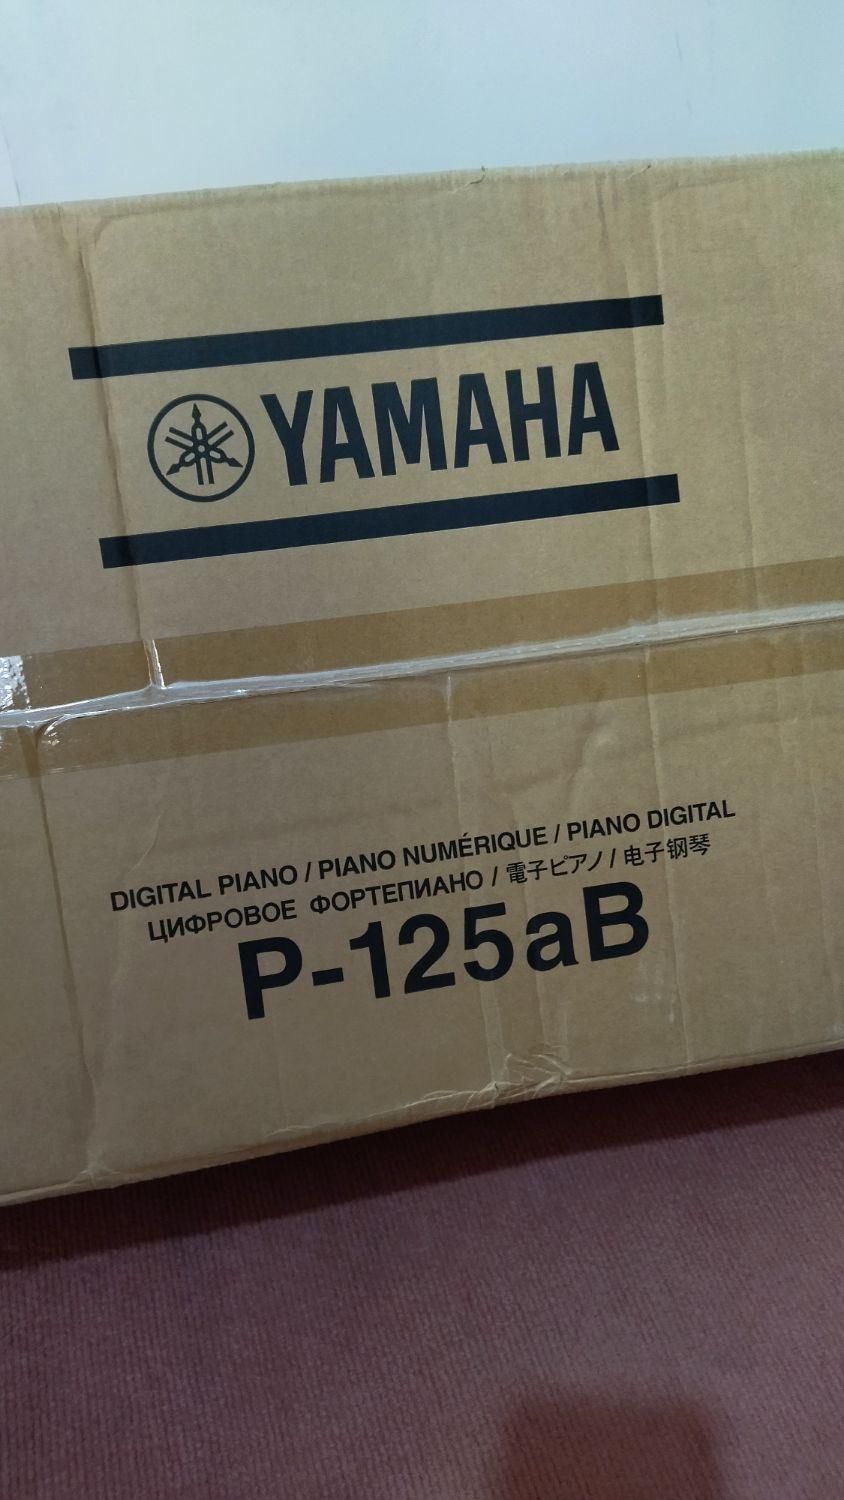 YAMAHA
DIGITAL PIANO / PIANO NUMÉRIQUE / PIANO DIGITAL
ЦИФРОВОЕ ФОРТЕПИАНО / 電子ピアノ / 电子钢琴
P-125aB